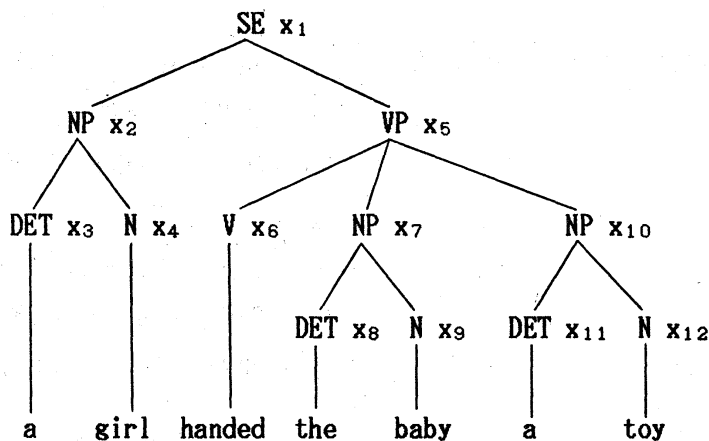 SE x₁
NP x₂ VP x₅
DET x₃ N x₄ V x₆ NP x₇ NP x₁₀
DET x₈ N x₉ DET x₁₁ N x₁₂
a girl handed the baby a toy